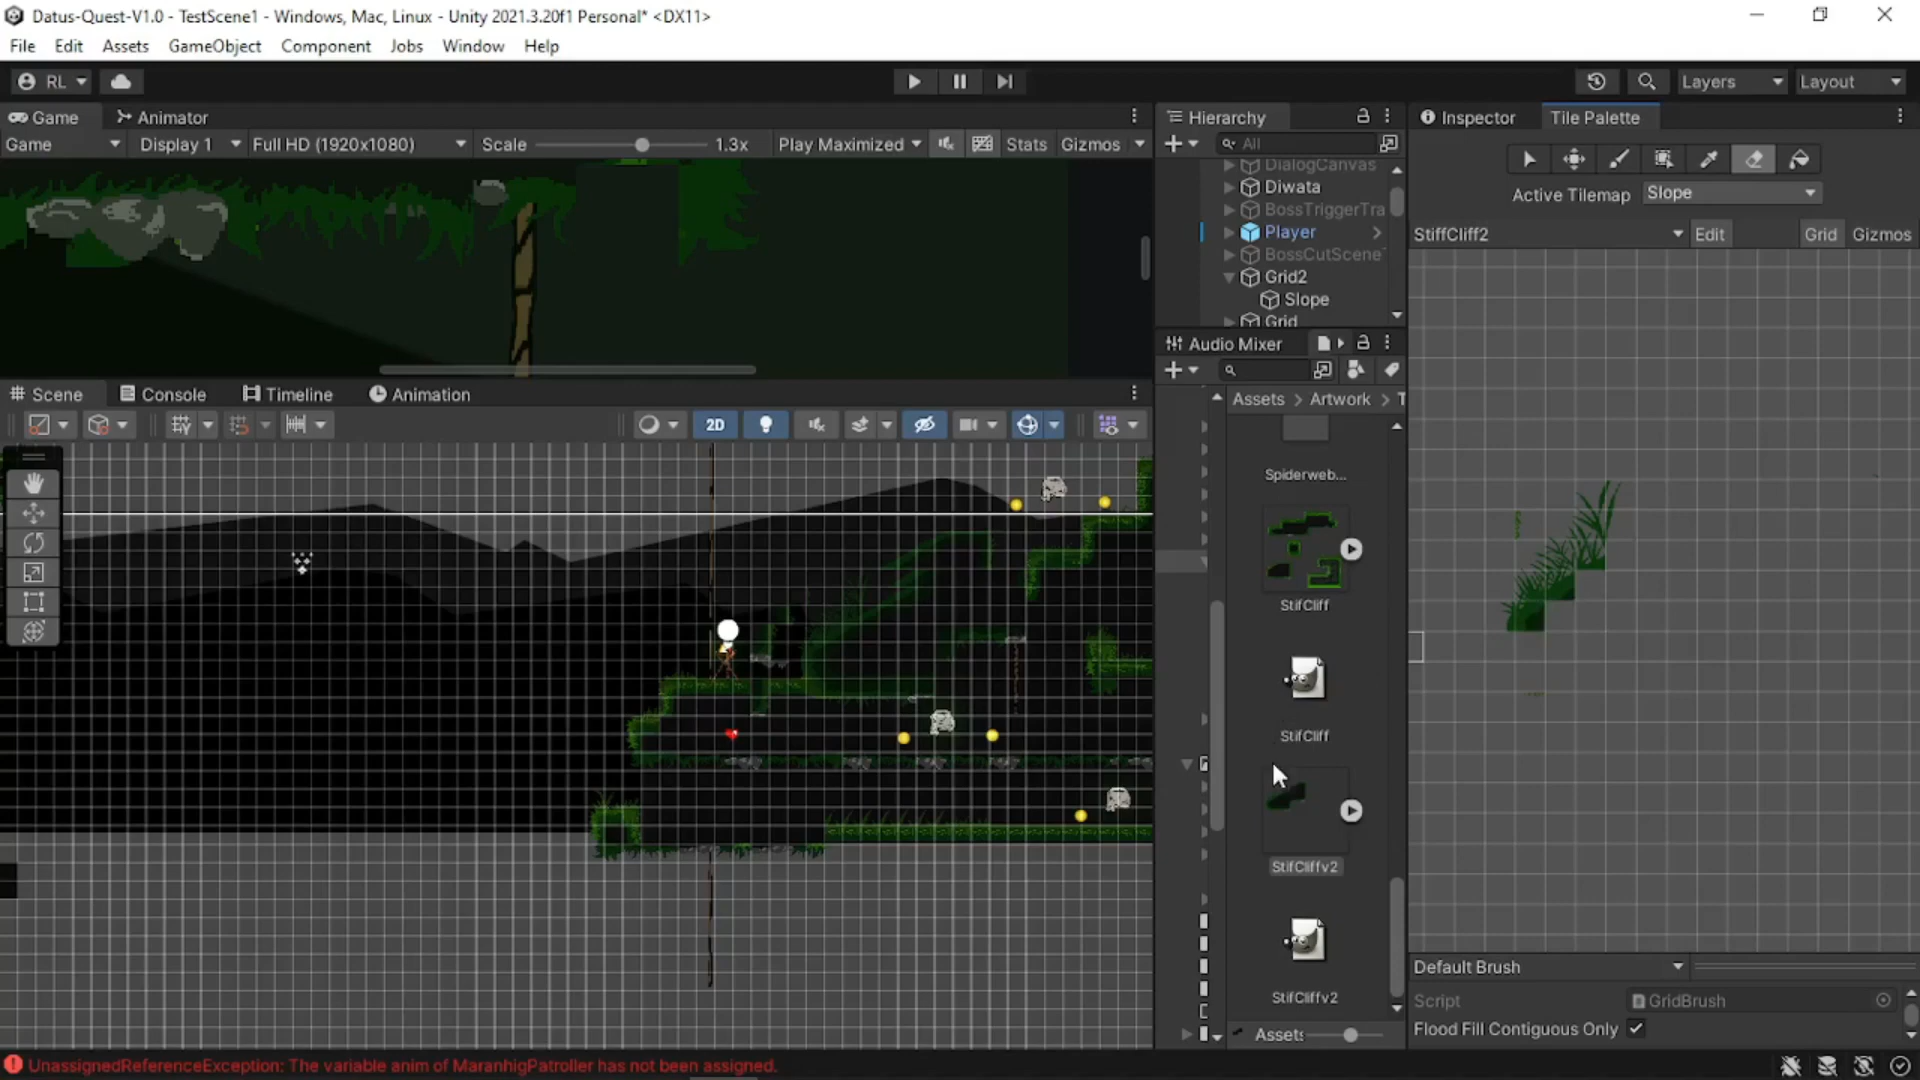 Datus-Quest-V1.0 - TestScene1 - Windows, Mac, Linux - Unity 2021.3.20f1 Personal* <DX11>
File Edit Assets GameObject Component Jobs Window Help
RL Layers Layout
Game Animator
Game Display 1 Full HD (1920x1080) Scale 1.3x Play Maximized Stats Gizmos
Hierarchy
All
DialogCanvas
Diwata
BossTriggerTra
Player
BossCutScene
Grid2
Slope
Grid
Inspector Tile Palette
Active Tilemap Slope
StiffCliff2 Edit Grid Gizmos
Audio Mixer
Assets > Artwork > T
Spiderweb...
StifCliff
StifCliff
StifCliffv2
StifCliffv2
Assets
Scene Console Timeline Animation
2D
Default Brush
Script GridBrush
Flood Fill Contiguous Only
UnassignedReferenceException: The variable anim of MaranhigPatroller has not been assigned.